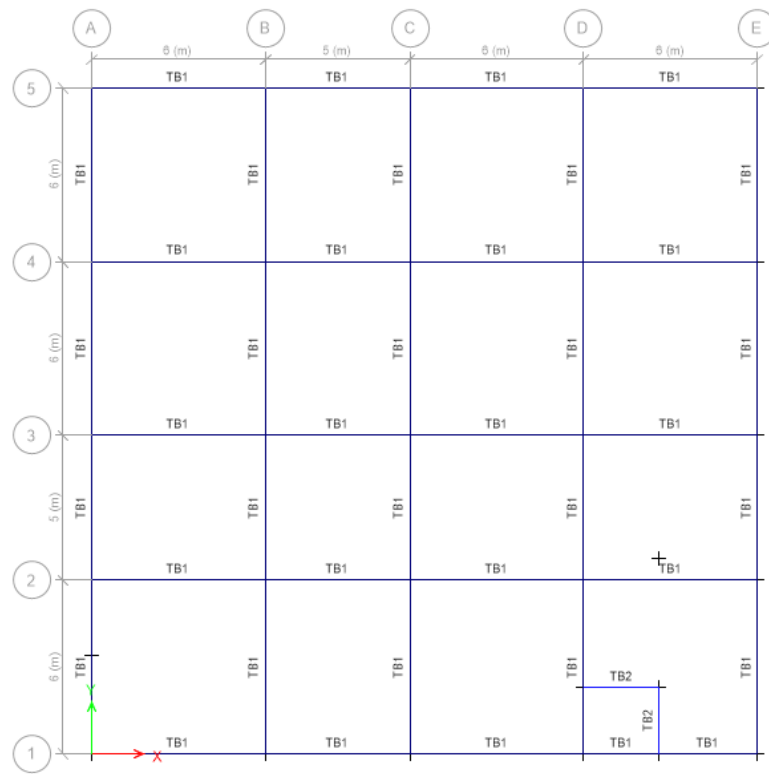 A B C D E
6 (m) 5 (m) 6 (m) 6 (m)
5 TB1 TB1 TB1 TB1
6 (m) TB1 TB1 TB1 TB1 TB1
4 TB1 TB1 TB1 TB1
6 (m) TB1 TB1 TB1 TB1 TB1
3 TB1 TB1 TB1 TB1
5 (m) TB1 TB1 TB1 TB1 TB1
2 TB1 TB1 TB1 TB1
6 (m) TB1 TB1 TB1 TB1 TB1
TB2
Y TB2
1 TB1 TB1 TB1 TB1 TB1
X